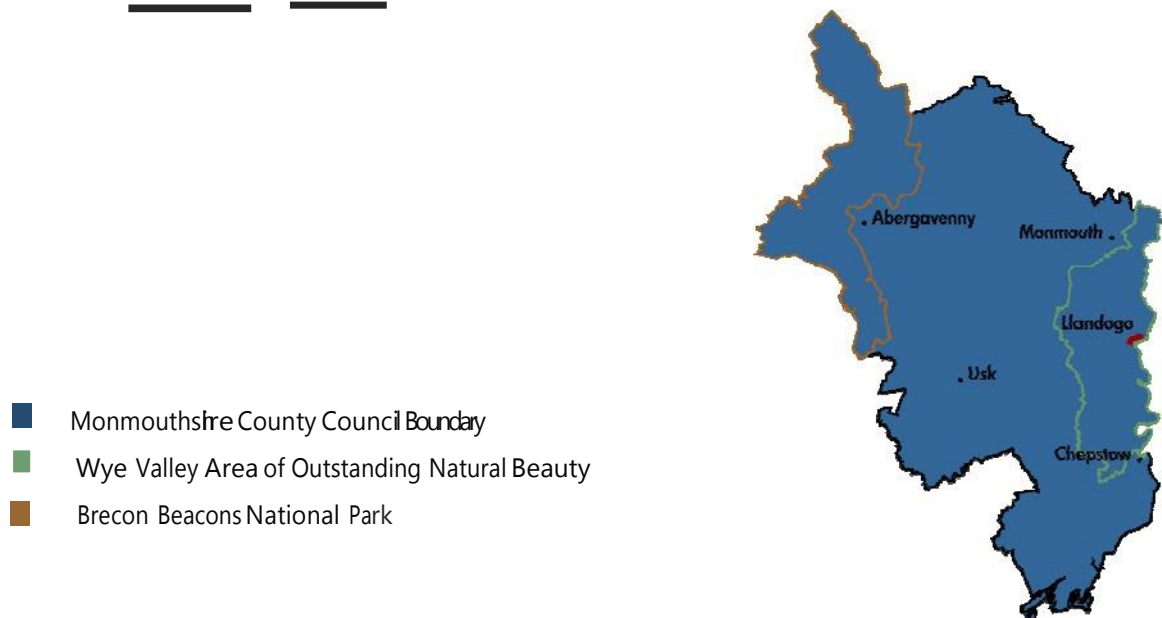 Abergavenny
Monmouth
Llandogo
Usk
Chepstow
Monmouthshire County Council Boundary
Wye Valley Area of Outstanding Natural Beauty
Brecon Beacons National Park